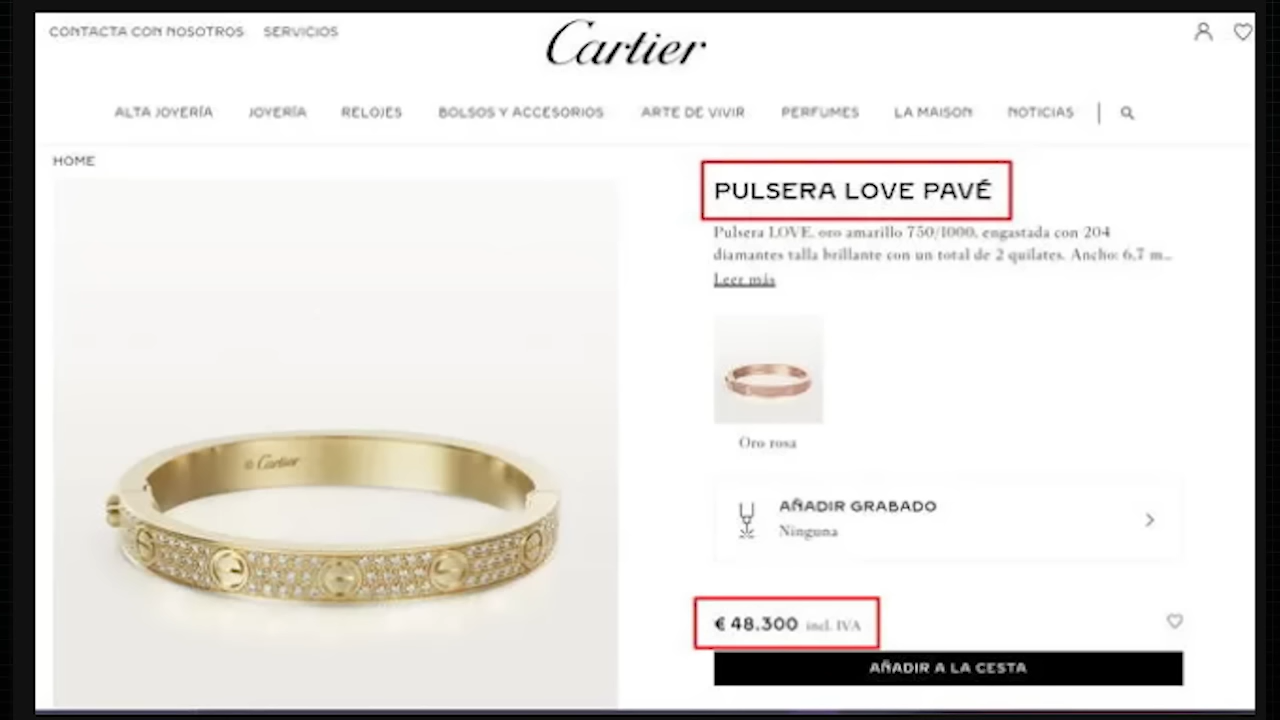 CONTACTA CON NOSOTROS SERVICIOS
Cartier
ALTA JOYERÍA JOYERÍA RELOJES BOLSOS Y ACCESORIOS ARTE DE VIVIR PERFUMES LA MAISON NOTICIAS
HOME
PULSERA LOVE PAVÉ
Pulsera LOVE, oro amarillo 750/1000, engastada con 204
diamantes talla brillante con un total de 2 quilates. Ancho: 6,7 m...
Leer más
Cartier
Oro rosa
AÑADIR GRABADO
Ninguna
€ 48.300 incl. IVA
AÑADIR A LA CESTA